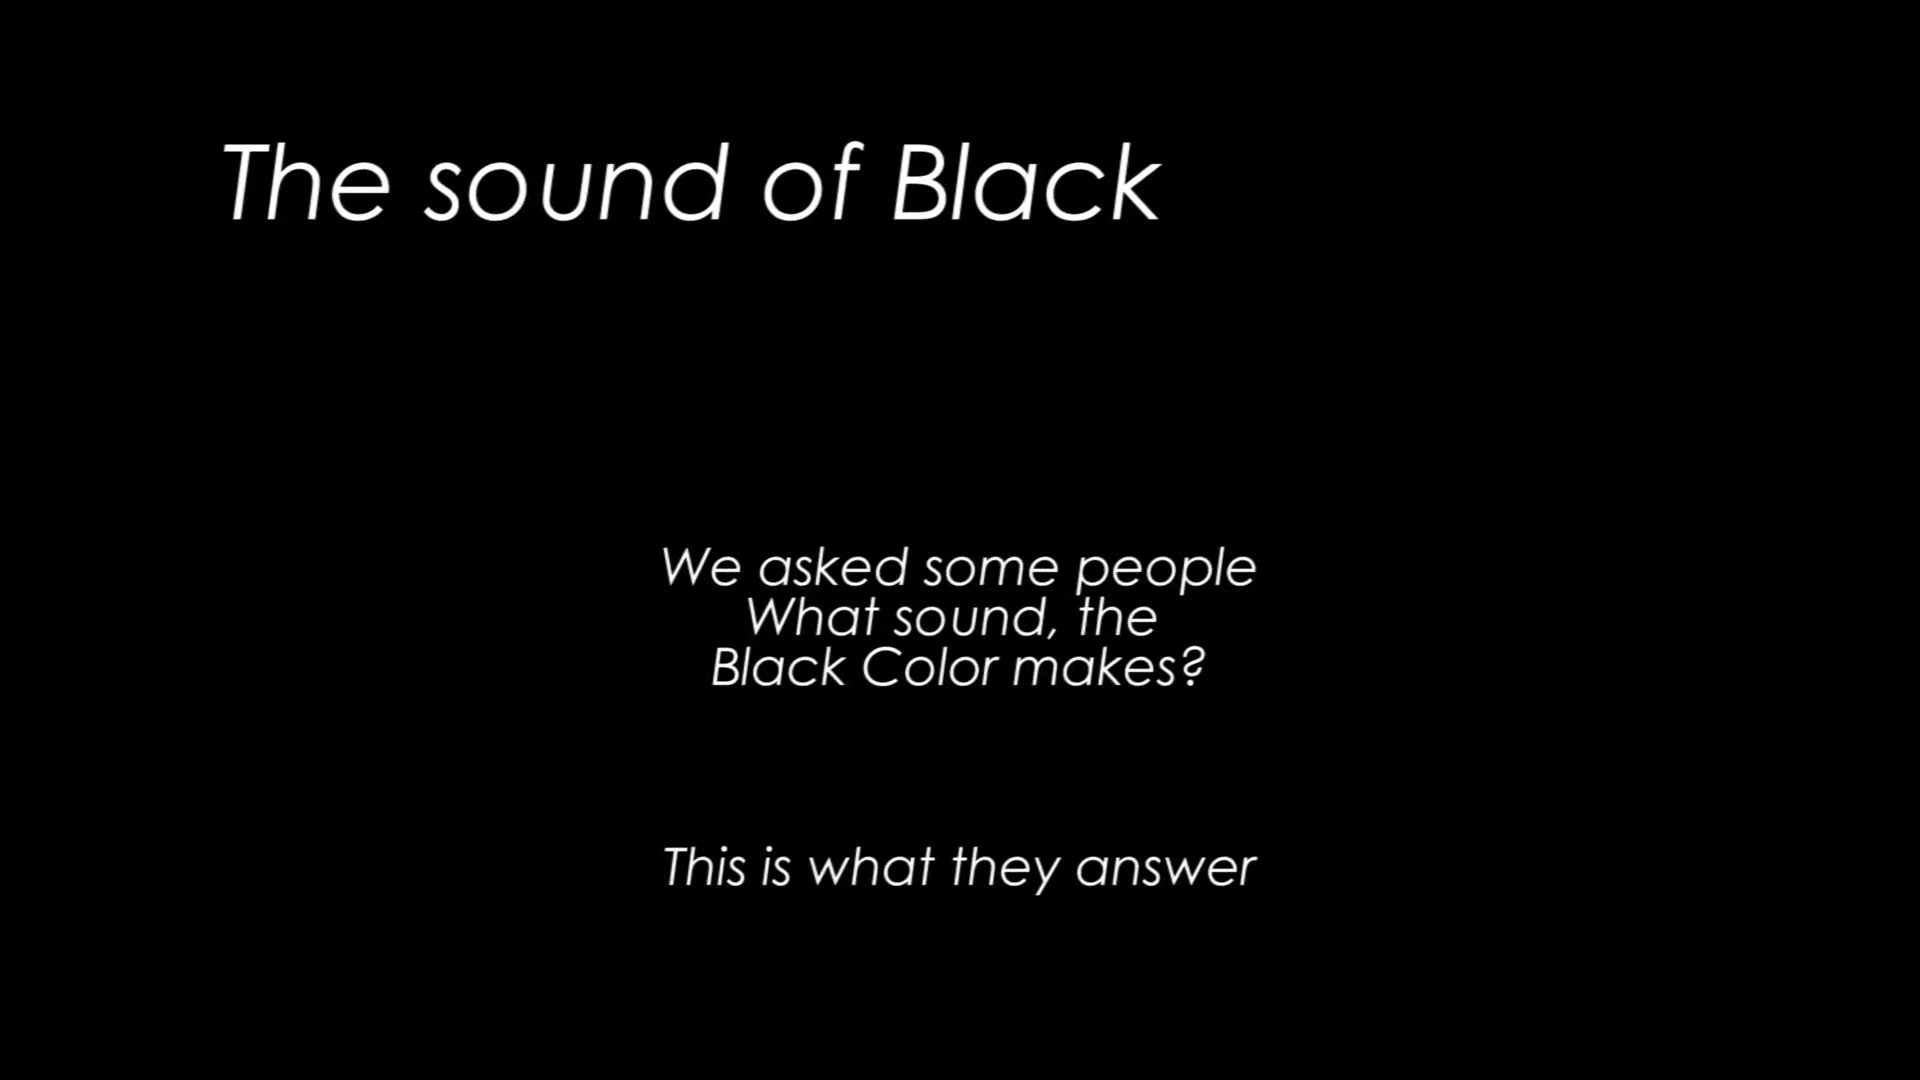 The sound of Black
We asked some people
What sound, the
Black Color makes?
This is what they answer